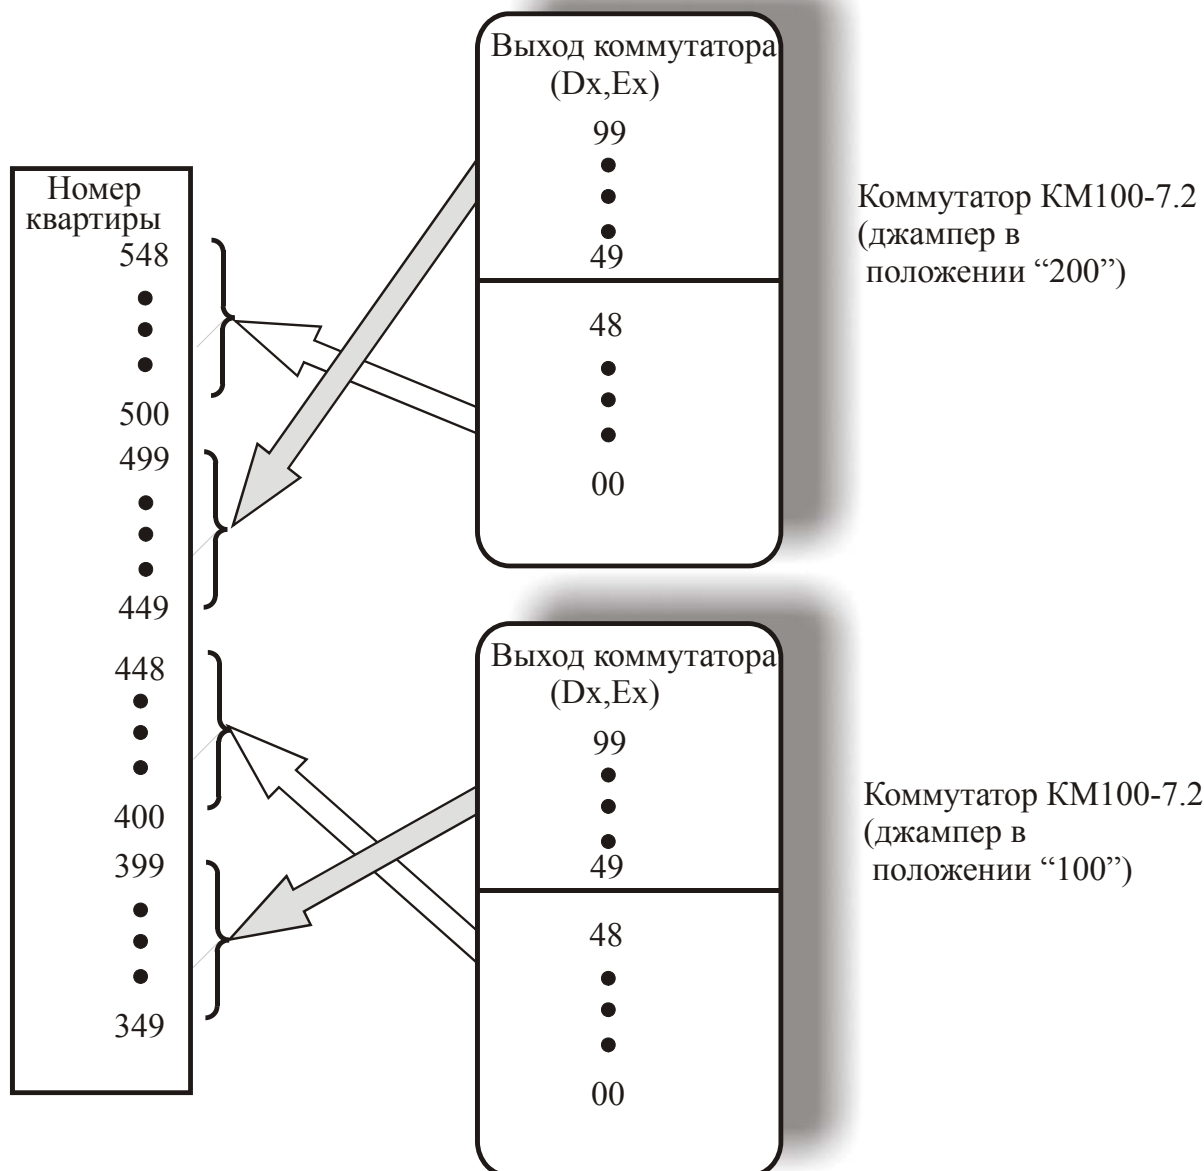 Номер
квартиры
548
500
499
449
448
400
399
349
Выход коммутатора
(Dx,Ex)
99
49
48
00
Коммутатор КМ100-7.2
(джампер в
положении “200”)
Выход коммутатора
(Dx,Ex)
99
49
48
00
Коммутатор КМ100-7.2
(джампер в
положении “100”)